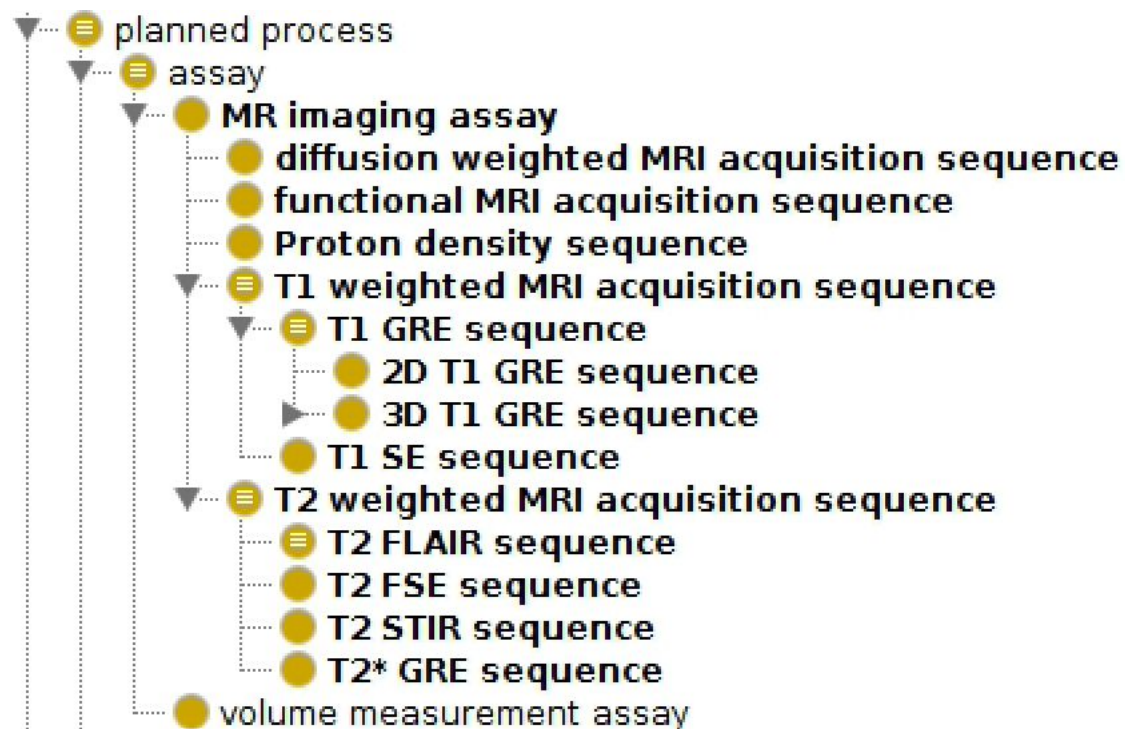 planned process
assay
MR imaging assay
diffusion weighted MRI acquisition sequence
functional MRI acquisition sequence
Proton density sequence
T1 weighted MRI acquisition sequence
T1 GRE sequence
2D T1 GRE sequence
3D T1 GRE sequence
T1 SE sequence
T2 weighted MRI acquisition sequence
T2 FLAIR sequence
T2 FSE sequence
T2 STIR sequence
T2* GRE sequence
volume measurement assay